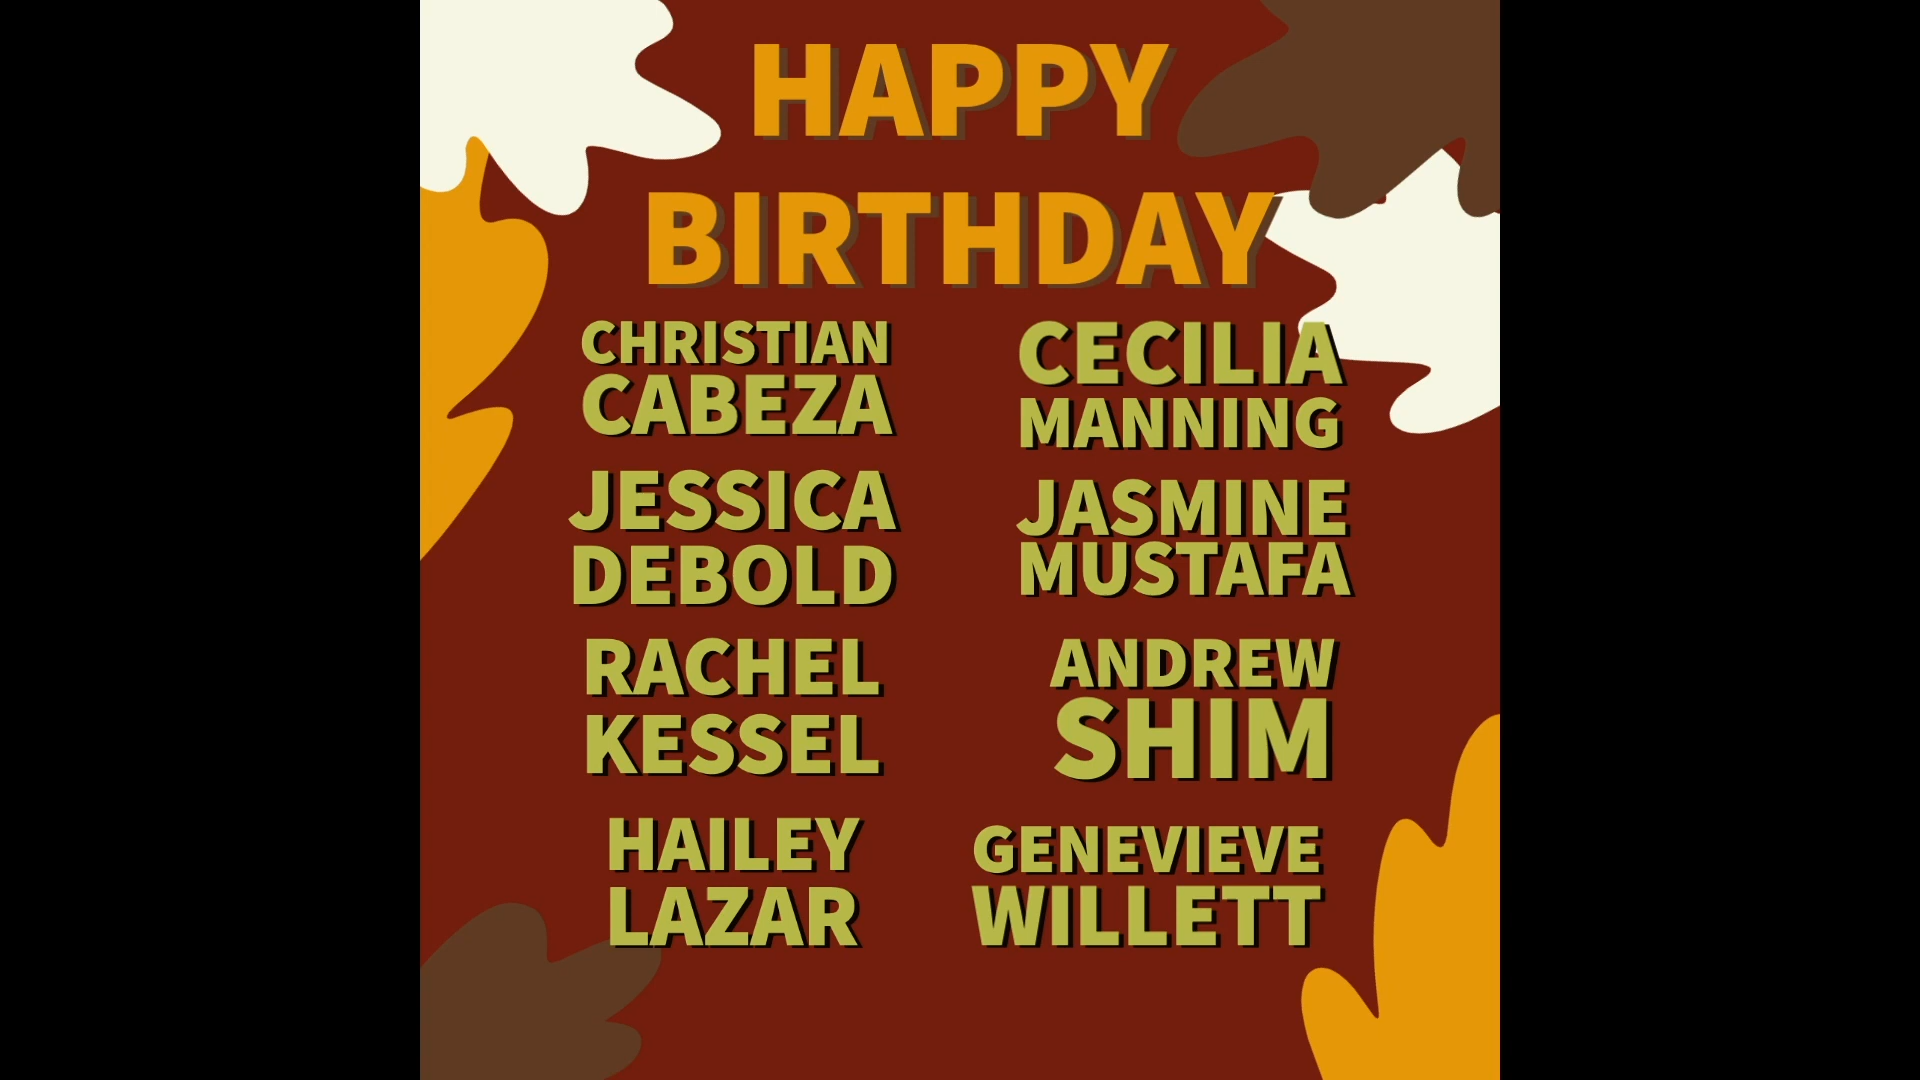 HAPPY
BIRTHDAY
CHRISTIAN
CABEZA
JESSICA
DEBOLD
RACHEL
KESSEL
HAILEY
LAZAR
CECILIA
MANNING
JASMINE
MUSTAFA
ANDREW
SHIM
GENEVIEVE
WILLETT